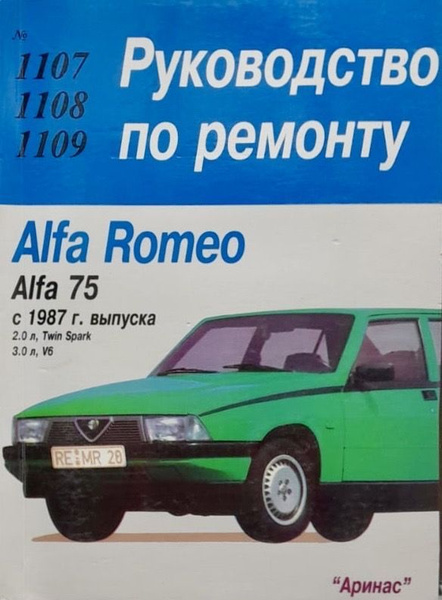 №
1107
1108
1109
Руководство
по ремонту
Alfa Romeo
Alfa 75
с 1987 г. выпуска
2.0 л, Twin Spark
3.0 л, V6
RE MR 20
"Аринас"